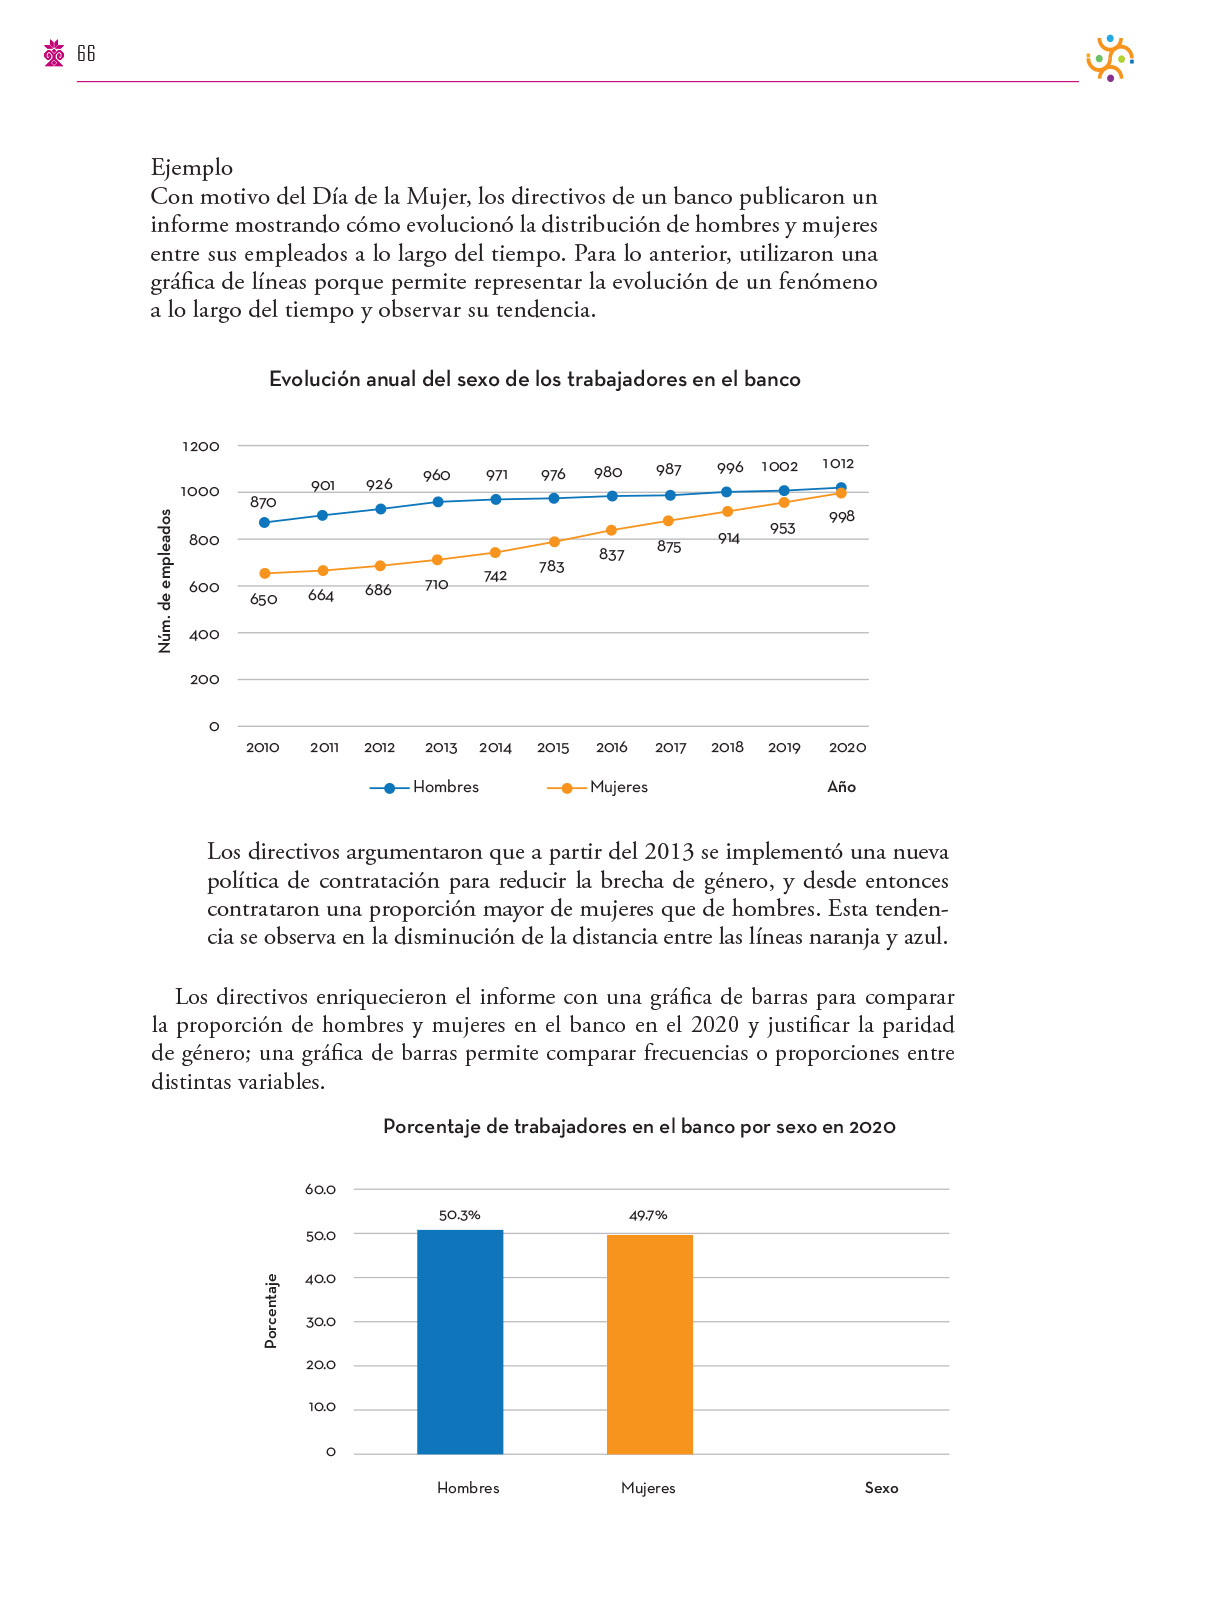 66
Ejemplo
Con motivo del Día de la Mujer, los directivos de un banco publicaron un
informe mostrando cómo evolucionó la distribución de hombres y mujeres
entre sus empleados a lo largo del tiempo. Para lo anterior, utilizaron una
gráfica de líneas porque permite representar la evolución de un fenómeno
a lo largo del tiempo y observar su tendencia.
Evolución anual del sexo de los trabajadores en el banco
Núm. de empleados
1200
1000
800
600
400
200
0
870 901 926 960 971 976 980 987 996 1002 1012
650 664 686 710 742 783 837 875 914 953 998
2010 2011 2012 2013 2014 2015 2016 2017 2018 2019 2020
Hombres Mujeres Año
Los directivos argumentaron que a partir del 2013 se implementó una nueva
política de contratación para reducir la brecha de género, y desde entonces
contrataron una proporción mayor de mujeres que de hombres. Esta tenden-
cia se observa en la disminución de la distancia entre las líneas naranja y azul.
Los directivos enriquecieron el informe con una gráfica de barras para comparar
la proporción de hombres y mujeres en el banco en el 2020 y justificar la paridad
de género; una gráfica de barras permite comparar frecuencias o proporciones entre
distintas variables.
Porcentaje de trabajadores en el banco por sexo en 2020
Porcentaje
60.0
50.0
40.0
30.0
20.0
10.0
0
50.3% 49.7%
Hombres Mujeres Sexo